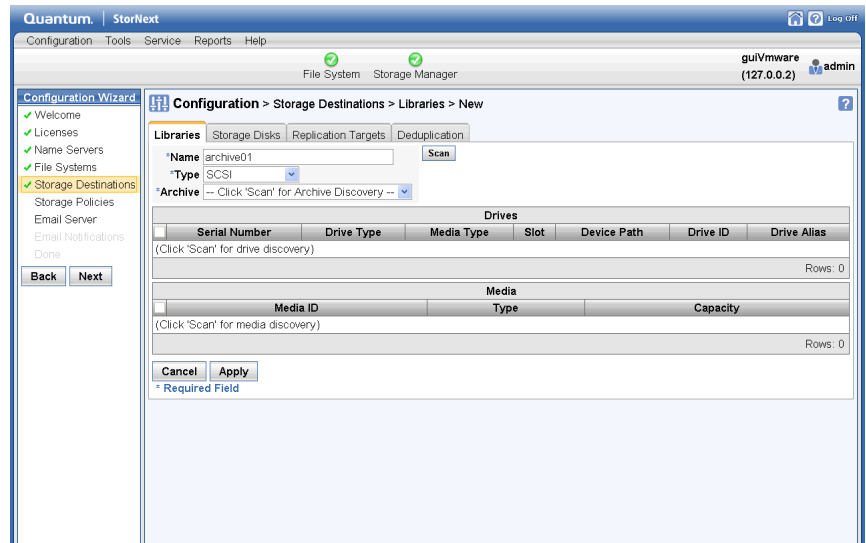 Quantum. StorNext
Log Off
Configuration Tools Service Reports Help
File System Storage Manager
guiVmware
(127.0.0.2)
admin
Configuration Wizard
Welcome
Licenses
Name Servers
File Systems
Storage Destinations
Storage Policies
Email Server
Email Notifications
Done
Back Next
Configuration > Storage Destinations > Libraries > New
?
Libraries Storage Disks Replication Targets Deduplication
*Name archive01 Scan
*Type SCSI
*Archive -- Click 'Scan' for Archive Discovery --
Drives
Serial Number Drive Type Media Type Slot Device Path Drive ID Drive Alias
(Click 'Scan' for drive discovery)
Rows: 0
Media
Media ID Type Capacity
(Click 'Scan' for media discovery)
Rows: 0
Cancel Apply
* Required Field